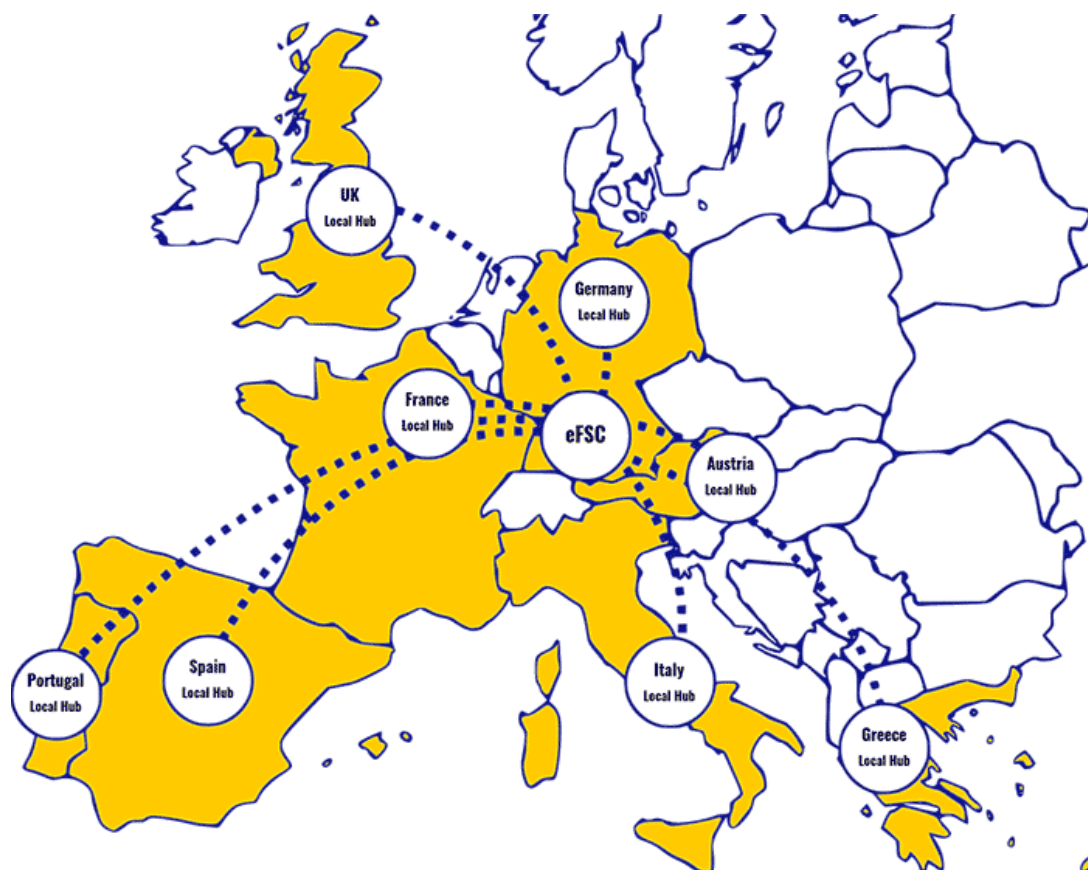 UK
Local Hub
Germany
Local Hub
France
Local Hub
eFSC
Austria
Local Hub
Portugal
Local Hub
Spain
Local Hub
Italy
Local Hub
Greece
Local Hub